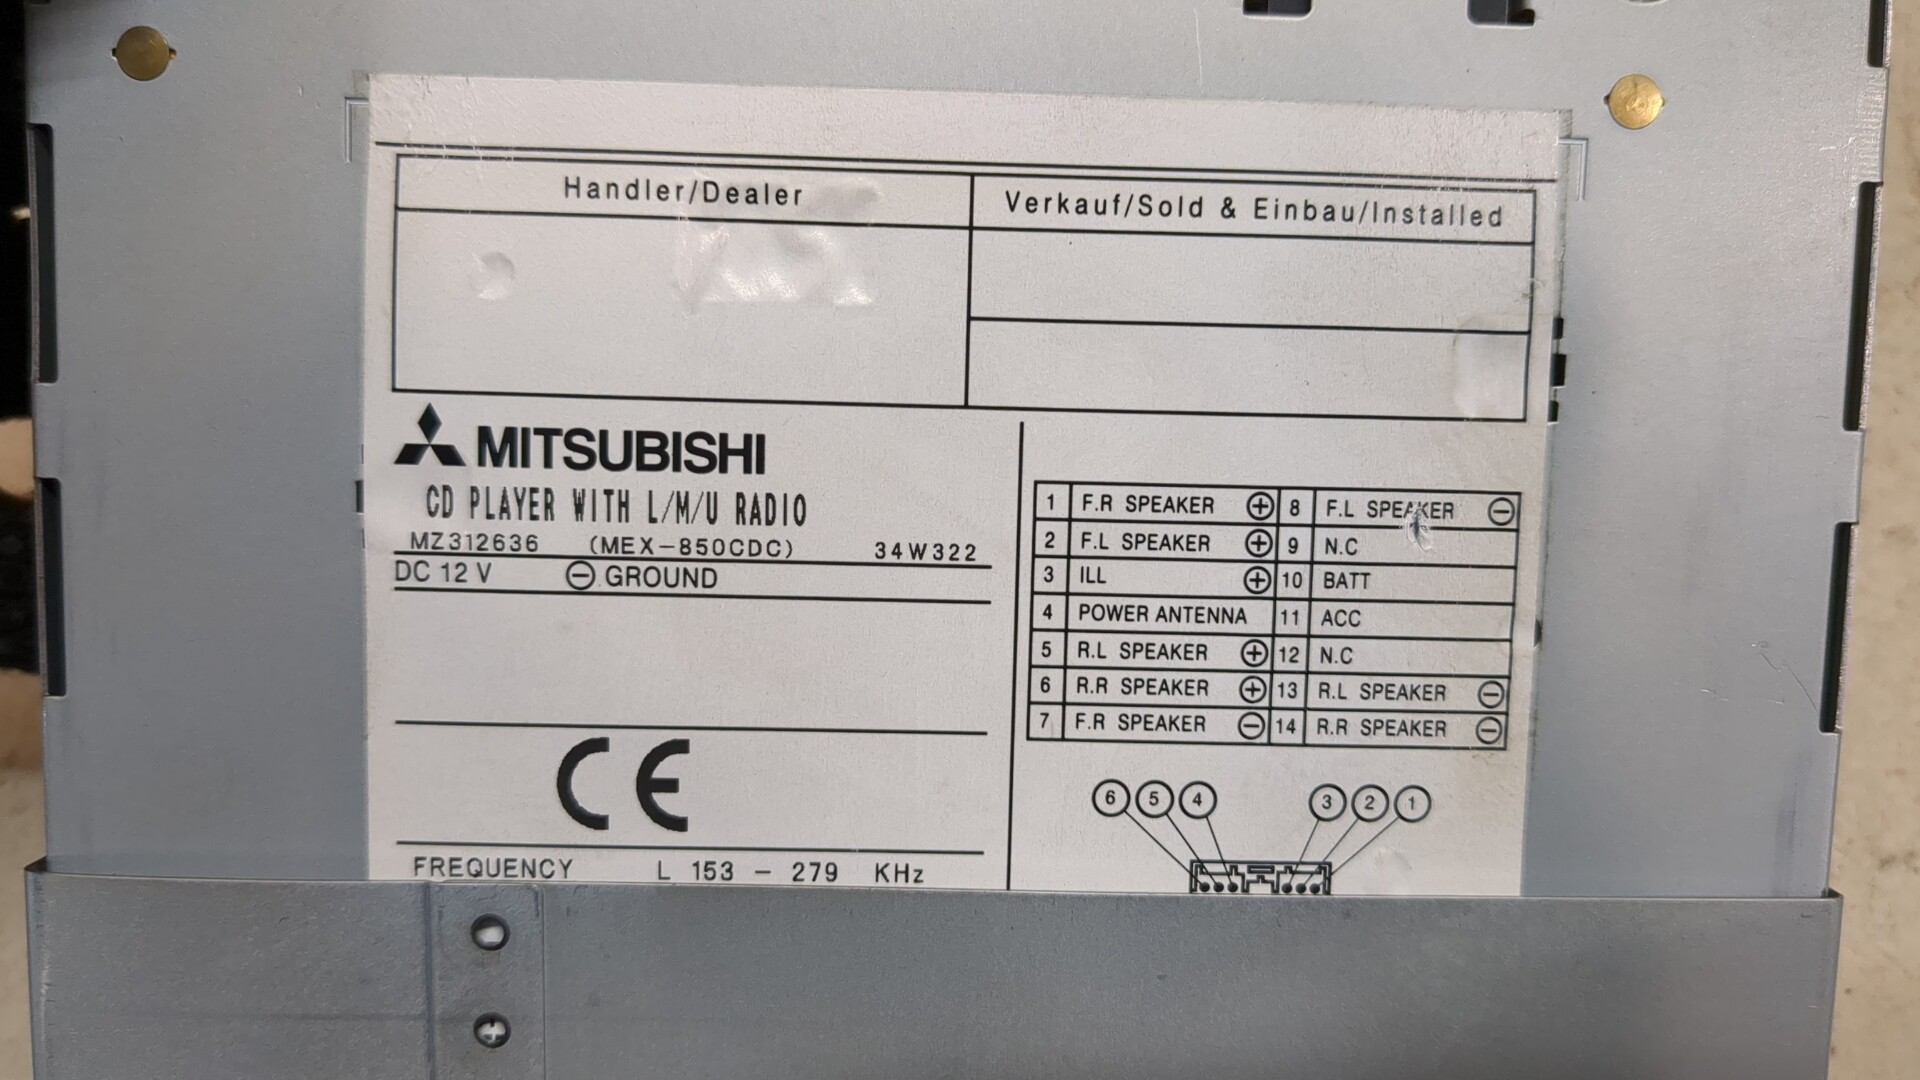 Handler/Dealer
Verkauf/Sold & Einbau/Installed
MITSUBISHI
CD PLAYER WITH L/M/U RADIO
MZ312636 (MEX-850CDC) 34W322
DC 12 V ⊖ GROUND
CE
FREQUENCY L 153 - 279 KHz
1 F.R SPEAKER ⊕ 8 F.L SPEAKER ⊖
2 F.L SPEAKER ⊕ 9 N.C
3 ILL ⊕ 10 BATT
4 POWER ANTENNA 11 ACC
5 R.L SPEAKER ⊕ 12 N.C
6 R.R SPEAKER ⊕ 13 R.L SPEAKER ⊖
7 F.R SPEAKER ⊖ 14 R.R SPEAKER ⊖
6 5 4 3 2 1